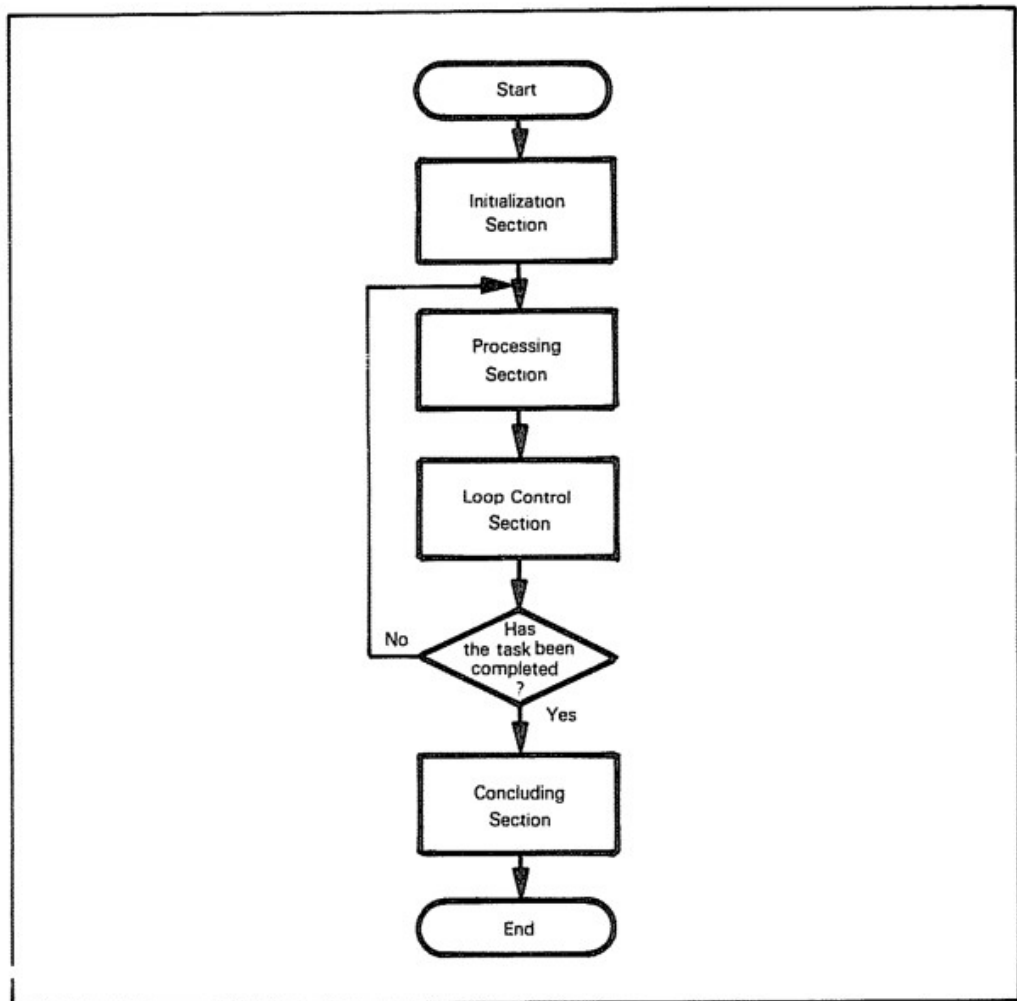 Start
Initialization
Section
Processing
Section
Loop Control
Section
Has
the task been
completed
?
No
Yes
Concluding
Section
End